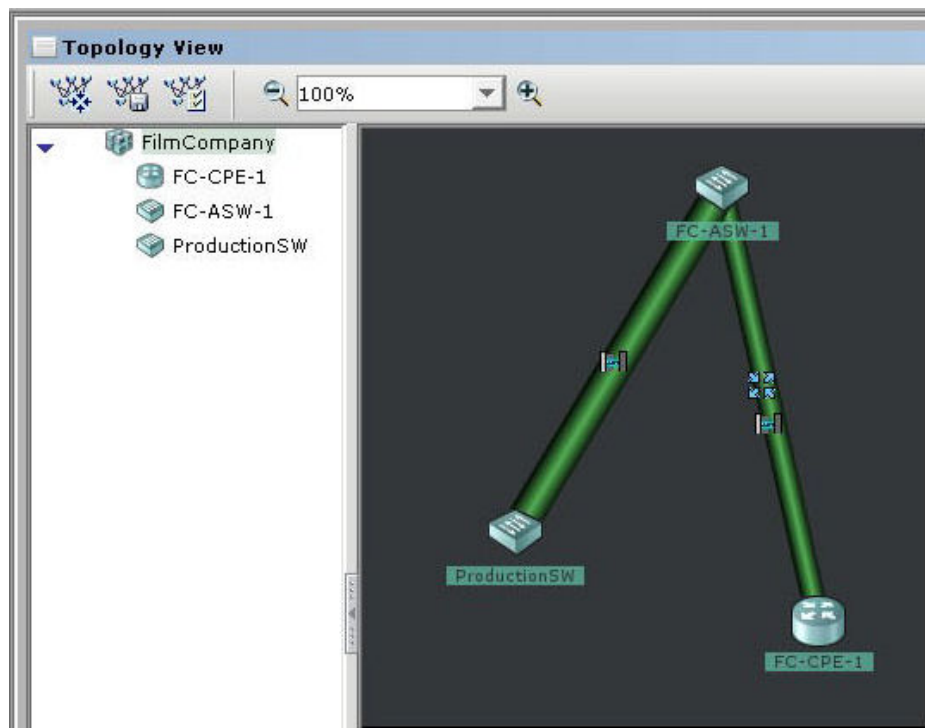 Topology View
100%
FilmCompany
FC-CPE-1
FC-ASW-1
ProductionSW
FC-ASW-1
ProductionSW
FC-CPE-1